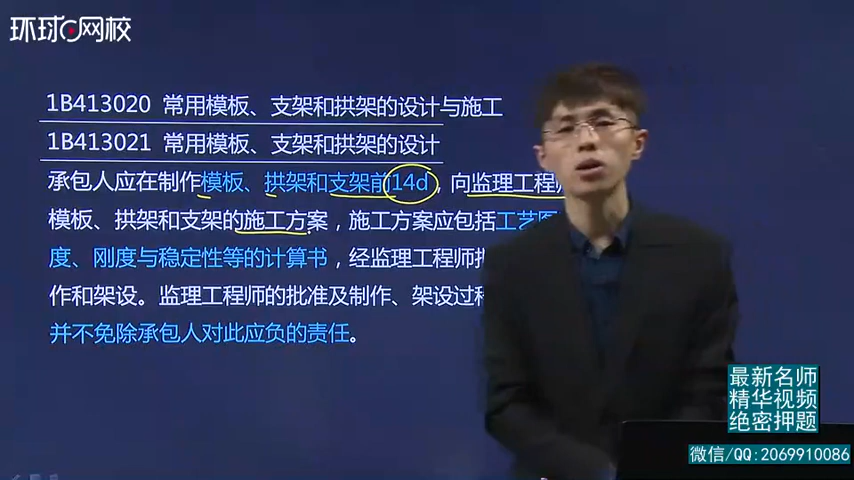 环球网校
1B413020 常用模板、支架和拱架的设计与施工
1B413021 常用模板、支架和拱架的设计
承包人应在制作模板、拱架和支架前14d，向监理工程
模板、拱架和支架的施工方案，施工方案应包括工艺
度、刚度与稳定性等的计算书，经监理工程师
作和架设。监理工程师的批准及制作、架设过
并不免除承包人对此应负的责任。
最新名师
精华视频
绝密押题
微信/QQ:2069910086